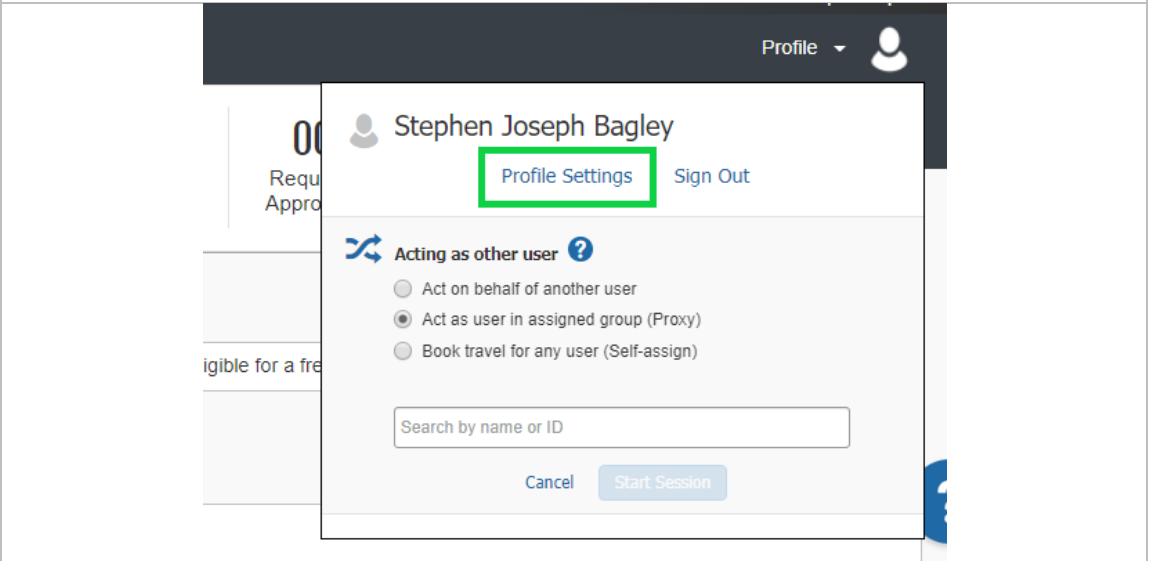 Profile
Stephen Joseph Bagley
Profile Settings Sign Out
Acting as other user ?
Act on behalf of another user
Act as user in assigned group (Proxy)
Book travel for any user (Self-assign)
for a
Search by name or ID
Cancel Start Session